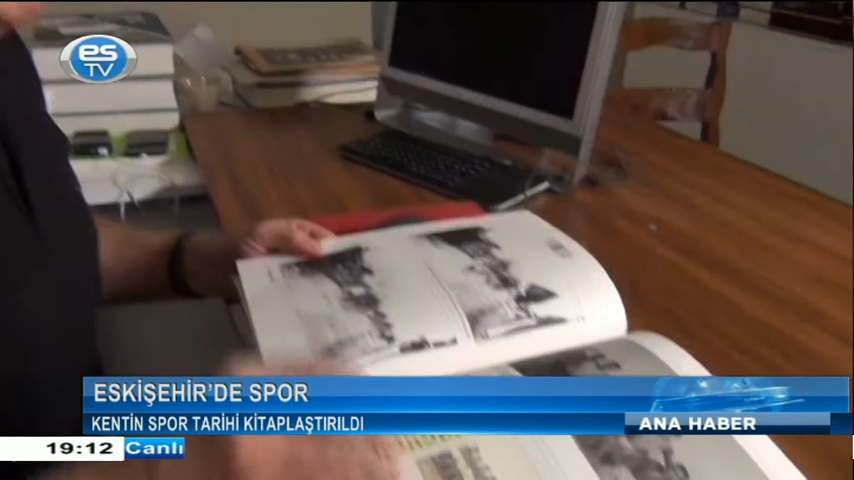 es
TV
ESKİŞEHİR'DE SPOR
KENTİN SPOR TARİHİ KİTAPLAŞTIRILDI
ANA HABER
19:12 Canlı